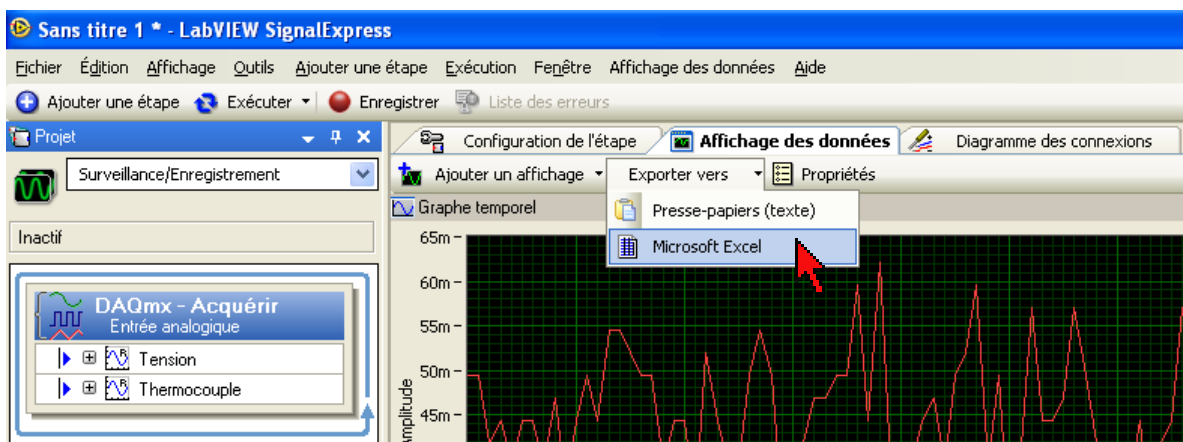 Sans titre 1 * - LabVIEW SignalExpress
Fichier Édition Affichage Outils Ajouter une étape Exécution Fenêtre Affichage des données Aide
Ajouter une étape Exécuter Enregistrer Liste des erreurs
Projet
Configuration de l'étape Affichage des données Diagramme des connexions
Surveillance/Enregistrement
Ajouter un affichage Exporter vers Propriétés
Graphe temporel
Presse-papiers (texte)
Inactif
Microsoft Excel
65m
60m
55m
50m
45m
Amplitude
DAQmx - Acquérir
Entrée analogique
Tension
Thermocouple